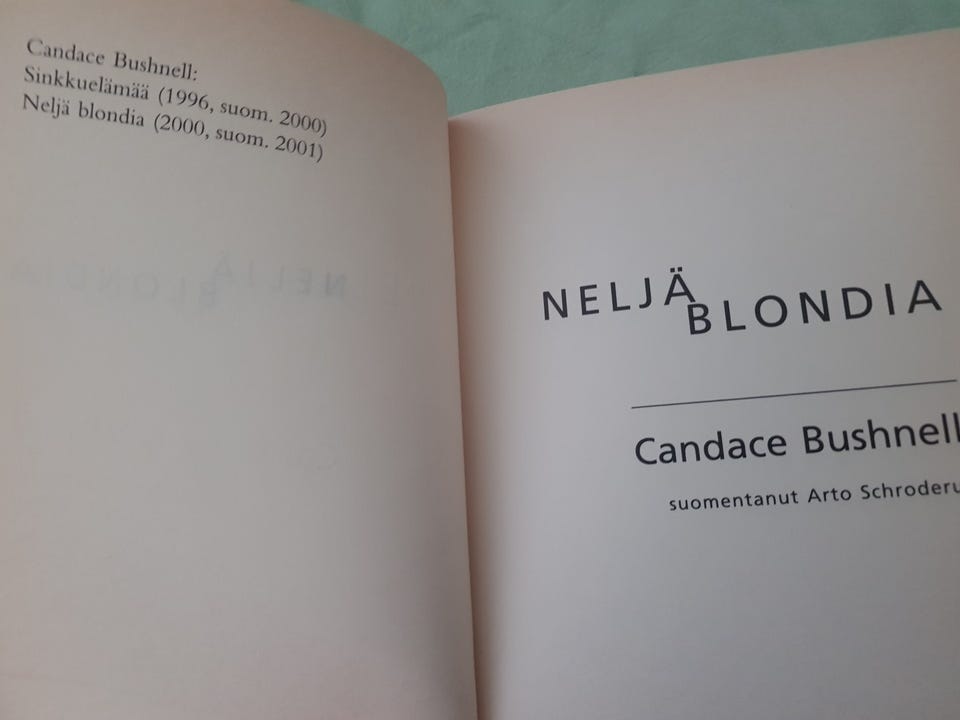 Candace Bushnell:
Sinkkuelämää (1996, suom. 2000)
Neljä blondia (2000, suom. 2001)
NELJÄ
BLONDIA
Candace Bushnell
suomentanut Arto